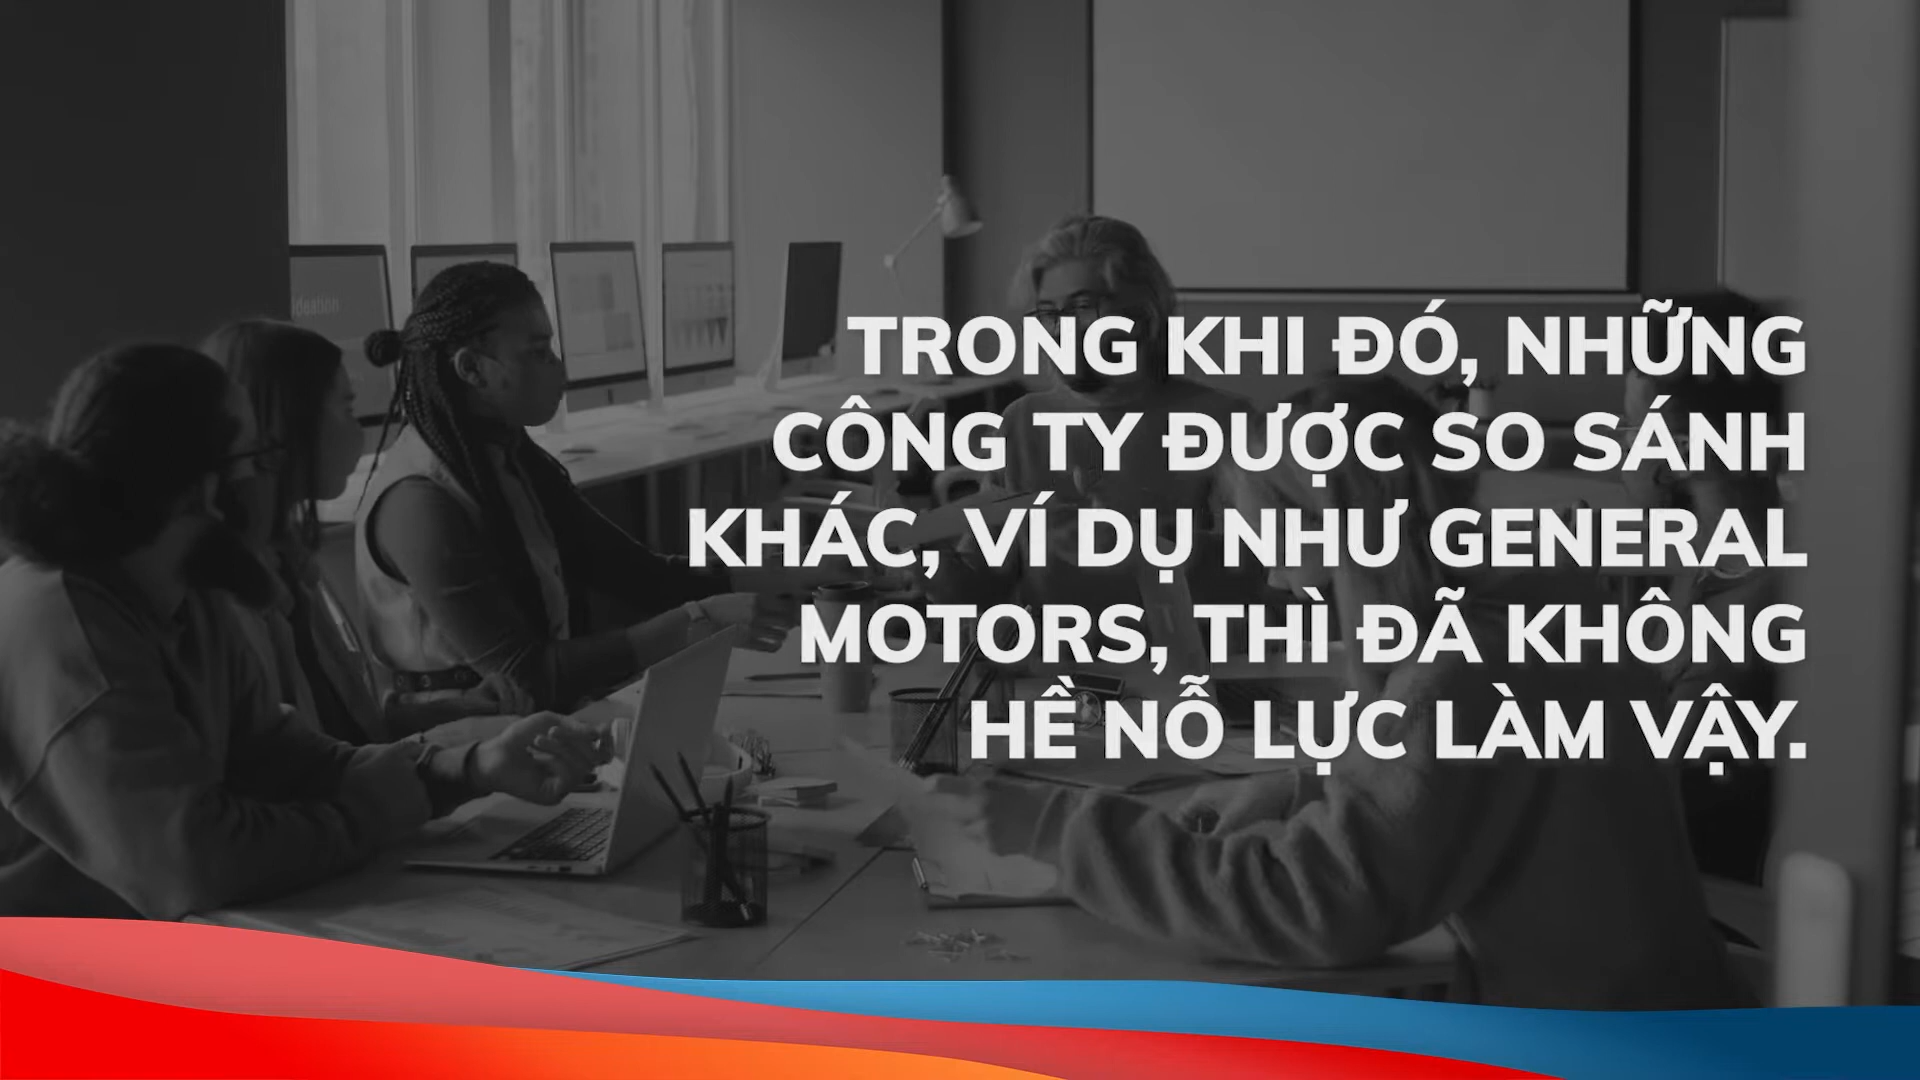 ideation
TRONG KHI ĐÓ, NHỮNG
CÔNG TY ĐƯỢC SO SÁNH
KHÁC, VÍ DỤ NHƯ GENERAL
MOTORS, THÌ ĐÃ KHÔNG
HỀ NỖ LỰC LÀM VẬY.